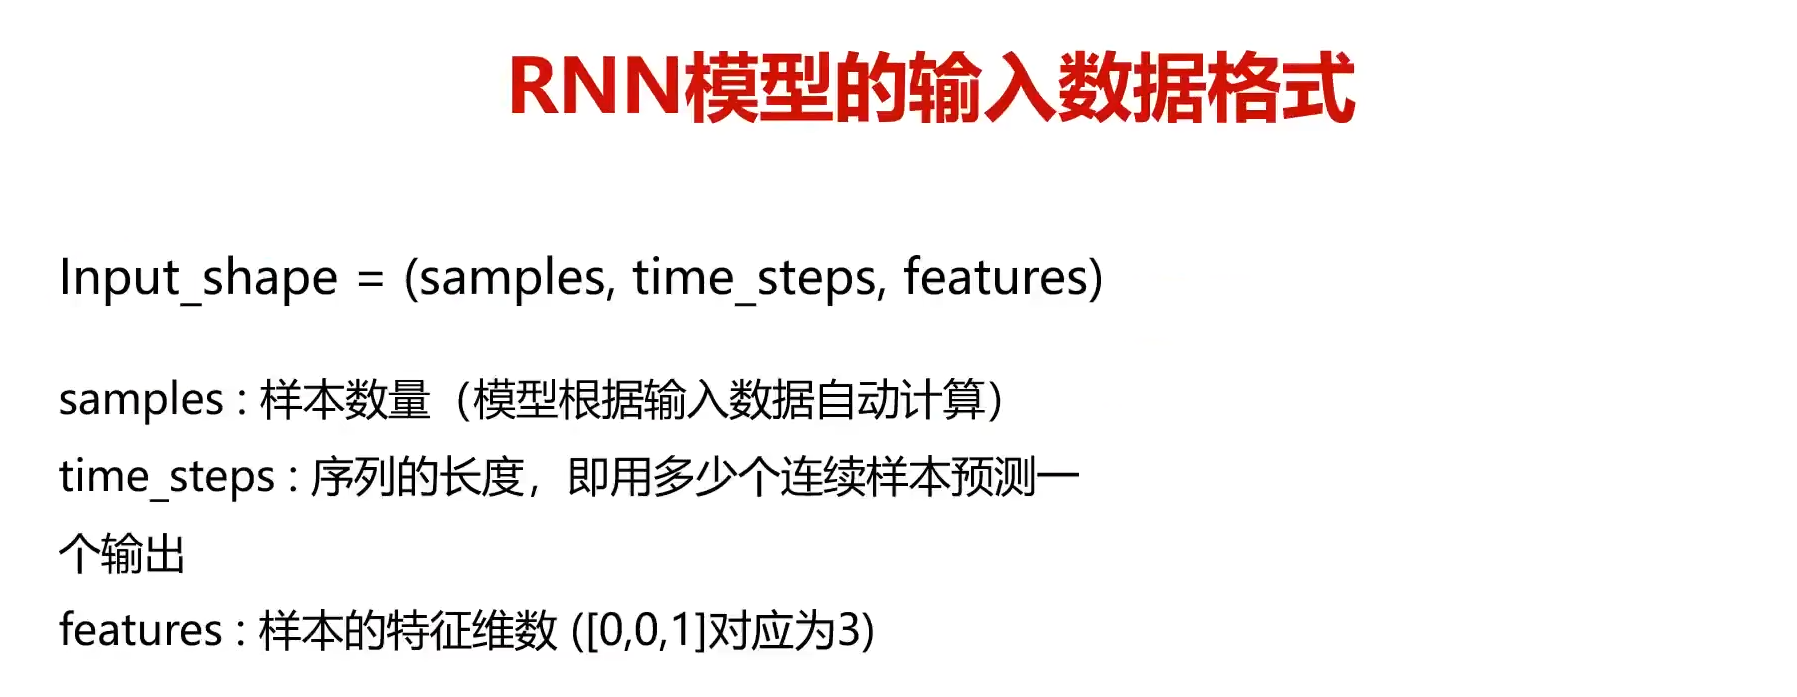 RNN模型的输入数据格式
Input_shape = (samples, time_steps, features)
samples : 样本数量（模型根据输入数据自动计算）
time_steps : 序列的长度，即用多少个连续样本预测一
个输出
features : 样本的特征维数 ([0,0,1]对应为3)